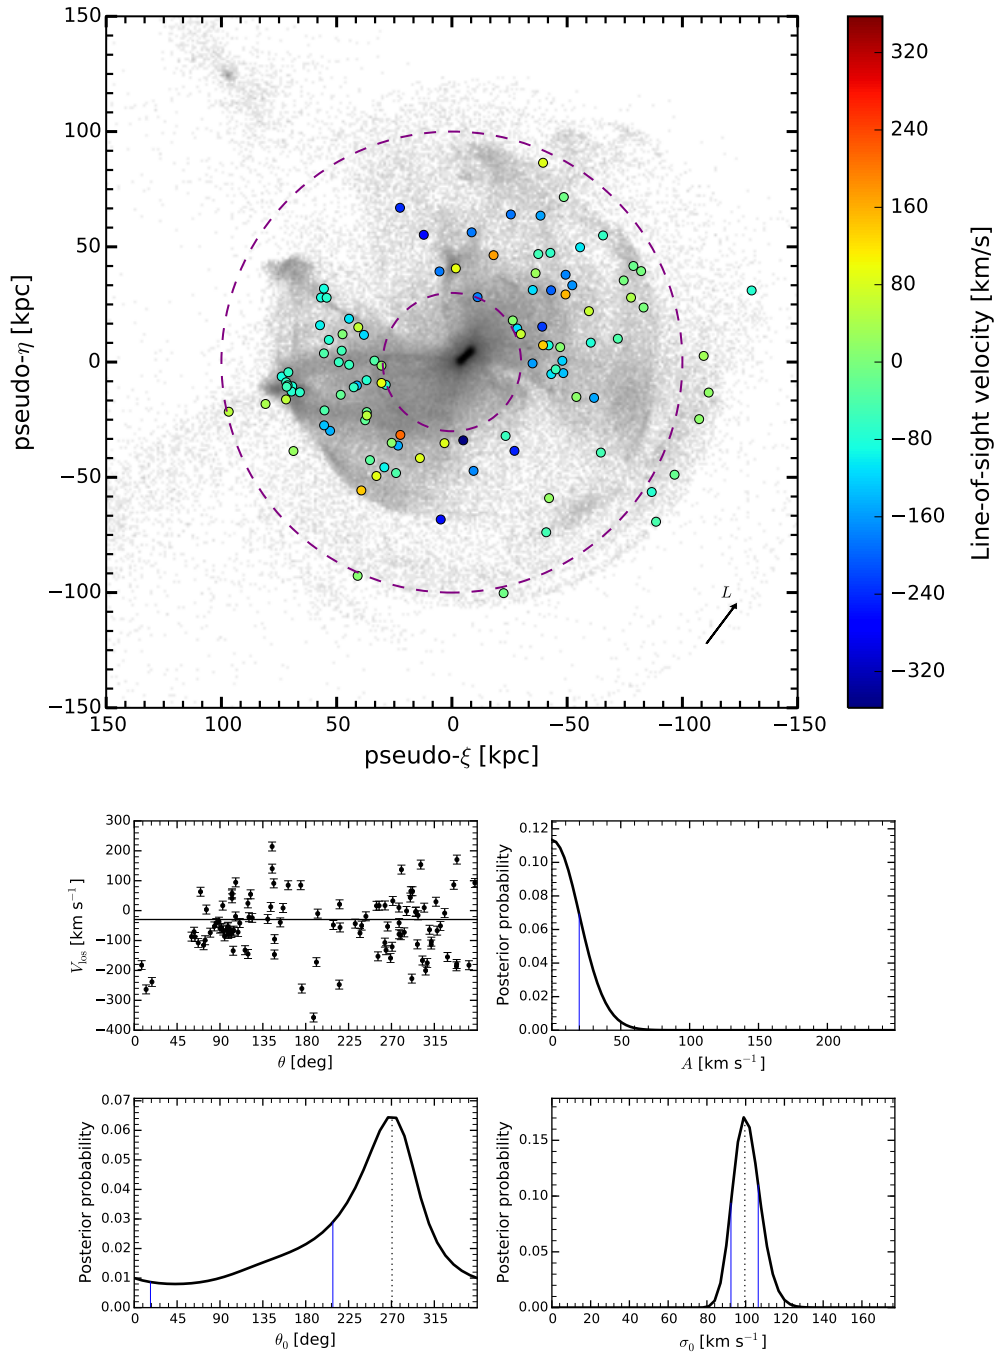 150
100
50
0
−50
−100
−150
pseudo-η [kpc]
150 100 50 0 −50 −100 −150
pseudo-ξ [kpc]
L
320
240
160
80
0
−80
−160
−240
−320
Line-of-sight velocity [km/s]
300
200
100
0
−100
−200
−300
−400
V_los [km s⁻¹]
0 45 90 135 180 225 270 315
θ [deg]
0.12
0.10
0.08
0.06
0.04
0.02
0.00
Posterior probability
0 50 100 150 200
A [km s⁻¹]
0.07
0.06
0.05
0.04
0.03
0.02
0.01
0.00
Posterior probability
0 45 90 135 180 225 270 315
θ₀ [deg]
0.15
0.10
0.05
0.00
Posterior probability
0 20 40 60 80 100 120 140 160
σ₀ [km s⁻¹]